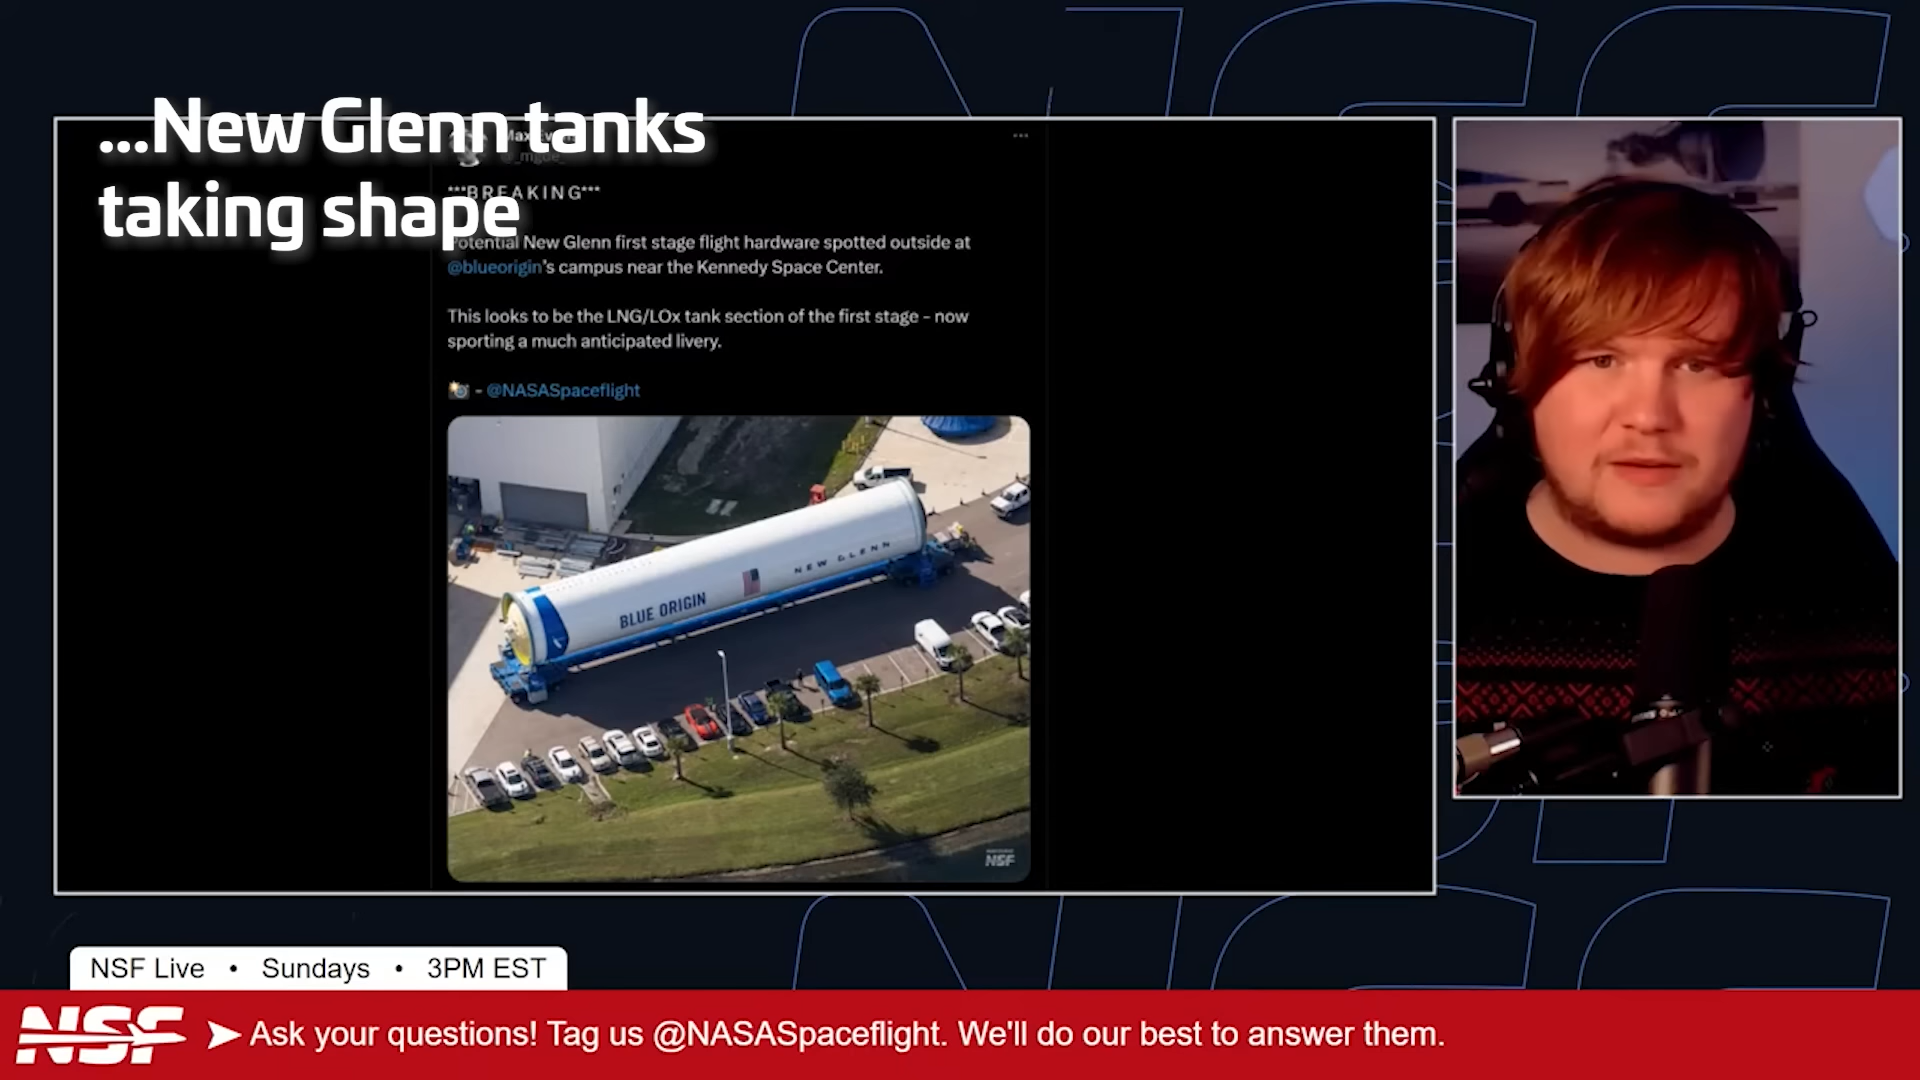 ...New Glenn tanks
taking shape
***BREAKING***
Potential New Glenn first stage flight hardware spotted outside at
@blueorigin's campus near the Kennedy Space Center.
This looks to be the LNG/LOx tank section of the first stage - now
sporting a much anticipated livery.
- @NASASpaceflight
BLUE ORIGIN
NEW GLENN
NSF
NSF Live • Sundays • 3PM EST
NSF
Ask your questions! Tag us @NASASpaceflight. We'll do our best to answer them.